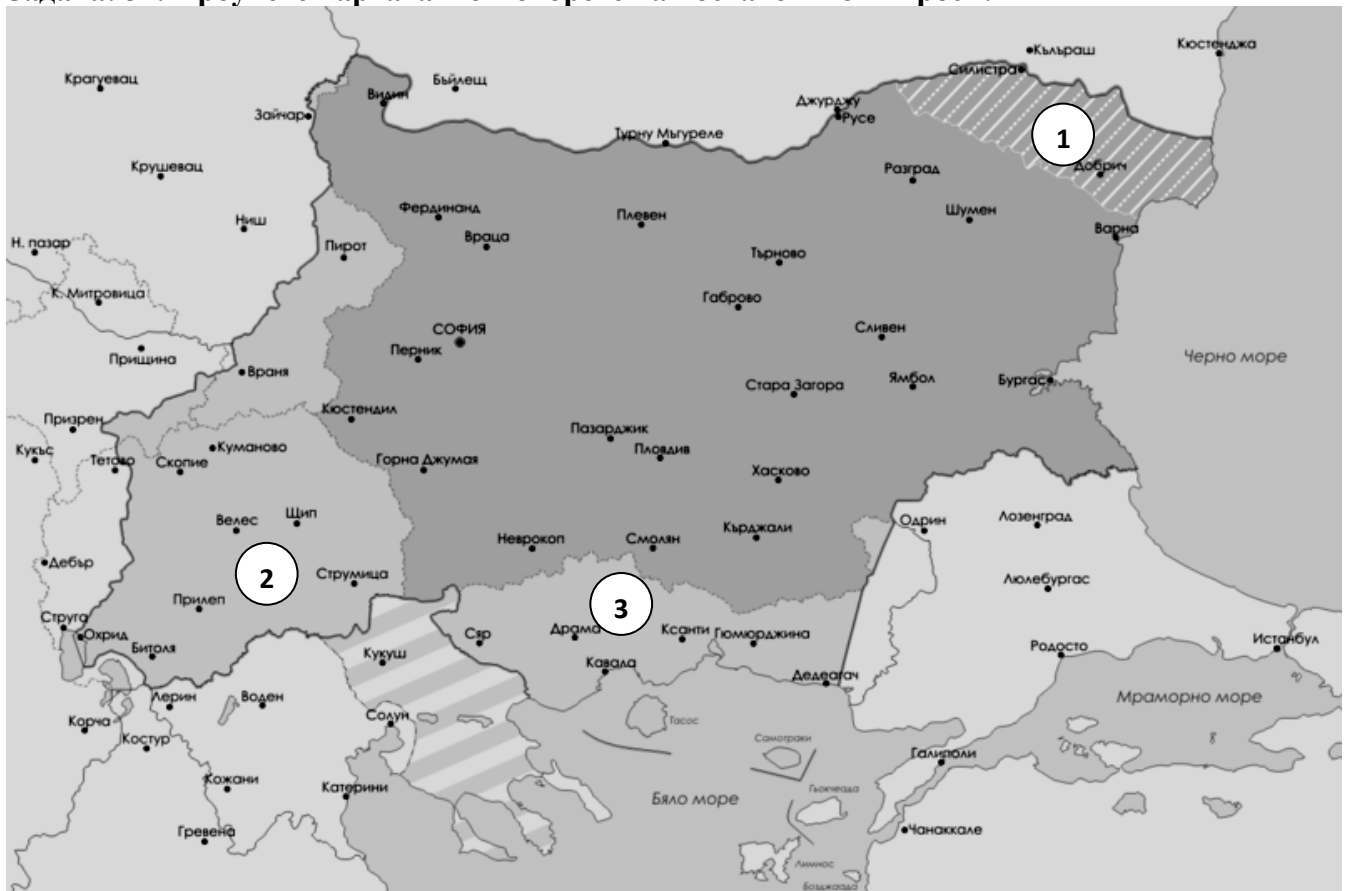 Кълъраш
Кюстенджа
Силистра
Крагуевац
Бъйлещ
Видин
Зайчар
Джурджу
Русе
Турну Мъгуреле
1
Добрич
Крушевац
Разград
Фердинанд
Плевен
Шумен
Ниш
Враца
Варна
Н. пазар
Пирот
Търново
К. Митровица
Габрово
СОФИЯ
Сливен
Перник
Прищина
Черно море
Враня
Стара Загора
Ямбол
Бургас
Кюстендил
Призрен
Пазарджик
Куманово
Кукъс
Тетово
Скопие
Горна Джумая
Пловдив
Хасково
Щип
Велес
Одрин
Лозенград
Кърджали
Неврокоп
Смолян
Дебър
2
Струмица
Люлебургас
Прилеп
3
Струга
Охрид
Сяр
Драма
Ксанти
Гюмюрджина
Битоля
Кукуш
Родосто
Истанбул
Кавала
Дедеагач
Лерин
Воден
Мраморно море
Солун
Тасос
Корча
Костур
Самотраки
Галиполи
Кожани
Катерини
Бяло море
Гьокчеада
Гревена
Чанаккале
Лимнос
Бозджаада